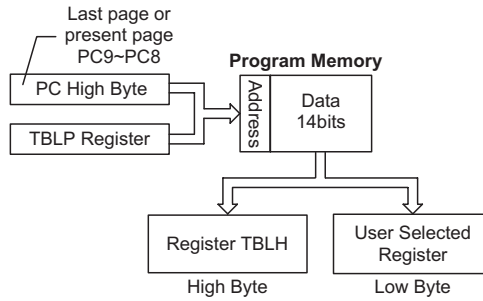 Last page or
present page
PC9~PC8
Program Memory
PC High Byte
TBLP Register
Address
Data
14bits
Register TBLH
User Selected
Register
High Byte
Low Byte